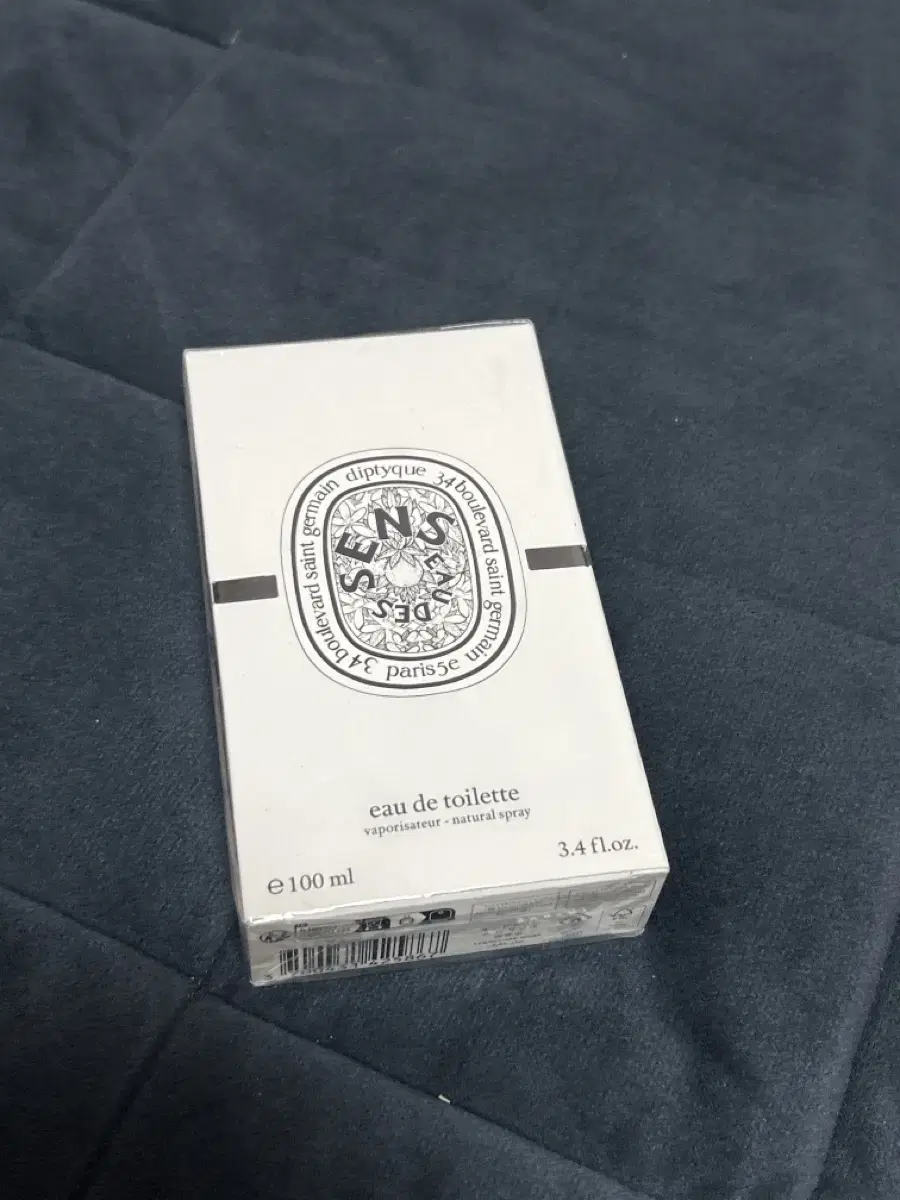 diptyque 34 boulevard saint germain paris5e 34 boulevard saint germain
EAU DES SENS
eau de toilette
vaporisateur - natural spray
3.4 fl.oz.
℮100 ml